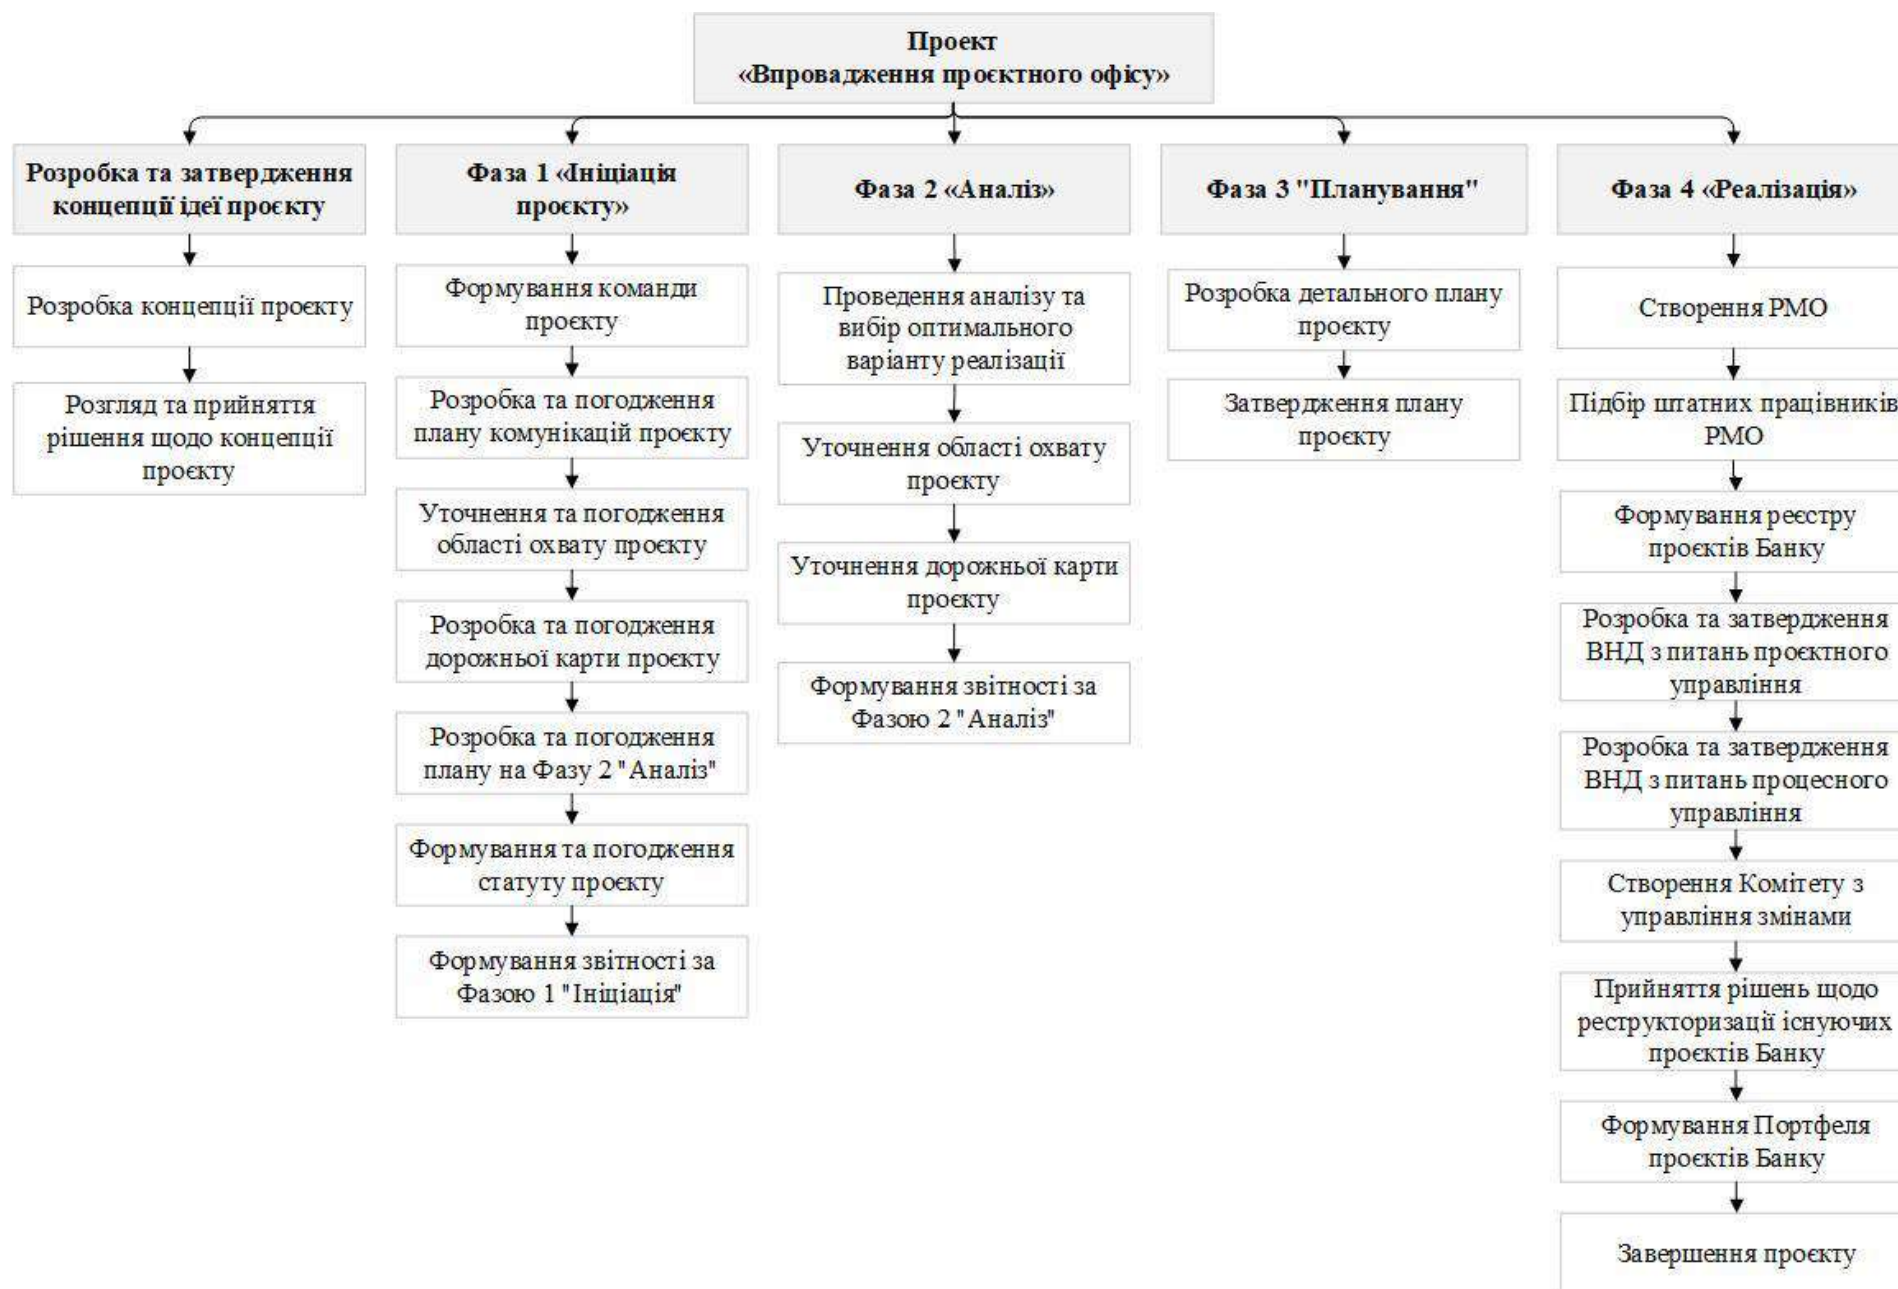 Проект
«Впровадження проєктного офісу»
Розробка та затвердження
концепції ідеї проєкту
Розробка концепції проєкту
Розгляд та прийняття
рішення щодо концепції
проєкту
Фаза 1 «Ініціація
проєкту»
Формування команди
проєкту
Розробка та погодження
плану комунікацій проєкту
Уточнення та погодження
області охвату проєкту
Розробка та погодження
дорожньої карти проєкту
Розробка та погодження
плану на Фазу 2 "Аналіз"
Формування та погодження
статуту проєкту
Формування звітності за
Фазою 1 "Ініціація"
Фаза 2 «Аналіз»
Проведення аналізу та
вибір оптимального
варіанту реалізації
Уточнення області охвату
проєкту
Уточнення дорожньої карти
проєкту
Формування звітності за
Фазою 2 "Аналіз"
Фаза 3 "Планування"
Розробка детального плану
проєкту
Затвердження плану
проєкту
Фаза 4 «Реалізація»
Створення РМО
Підбір штатних працівників
РМО
Формування реєстру
проєктів Банку
Розробка та затвердження
ВНД з питань проєктного
управління
Розробка та затвердження
ВНД з питань процесного
управління
Створення Комітету з
управління змінами
Прийняття рішень щодо
реструкторизації існуючих
проєктів Банку
Формування Портфеля
проєктів Банку
Завершення проєкту